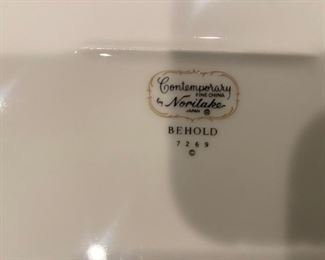 Contemporary
FINE CHINA
by Noritake
JAPAN ©
BEHOLD
7269
©